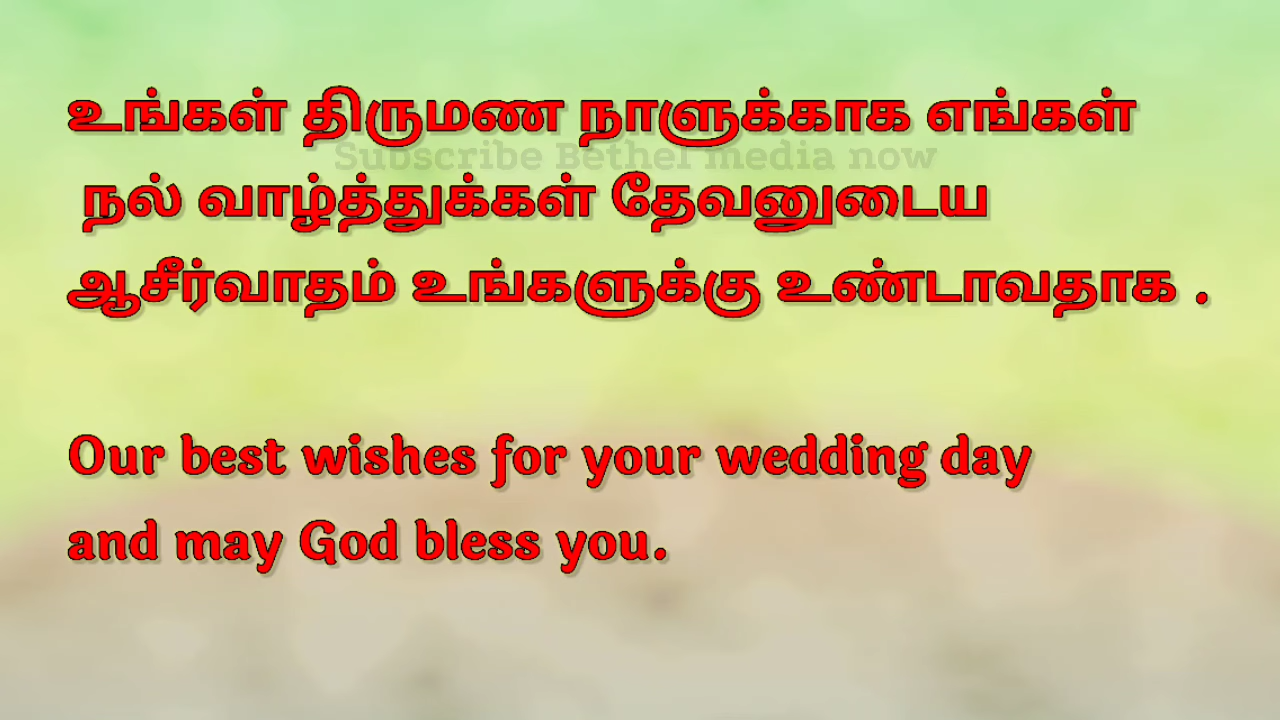 உங்கள் திருமண நாளுக்காக எங்கள்
Subscribe Bethel media now
நல் வாழ்த்துக்கள் தேவனுடைய
ஆசீர்வாதம் உங்களுக்கு உண்டாவதாக .
Our best wishes for your wedding day
and may God bless you.